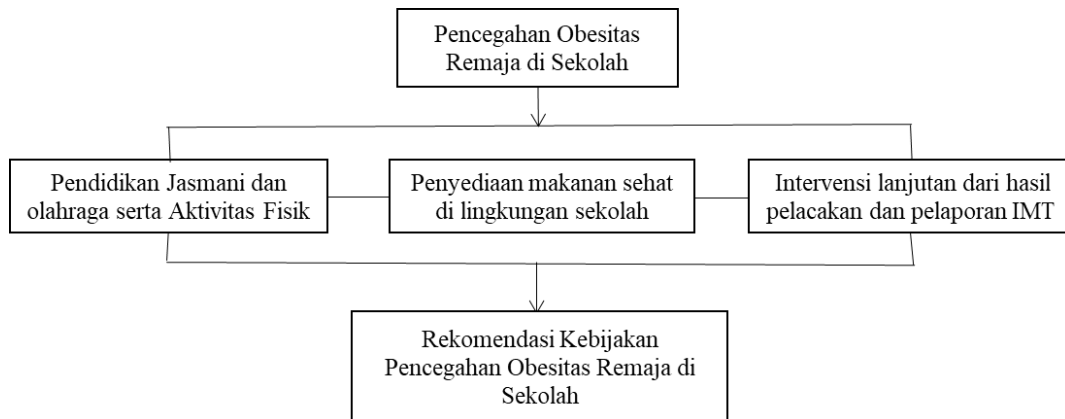 Pencegahan Obesitas
Remaja di Sekolah
Pendidikan Jasmani dan
olahraga serta Aktivitas Fisik
Penyediaan makanan sehat
di lingkungan sekolah
Intervensi lanjutan dari hasil
pelacakan dan pelaporan IMT
Rekomendasi Kebijakan
Pencegahan Obesitas Remaja di
Sekolah